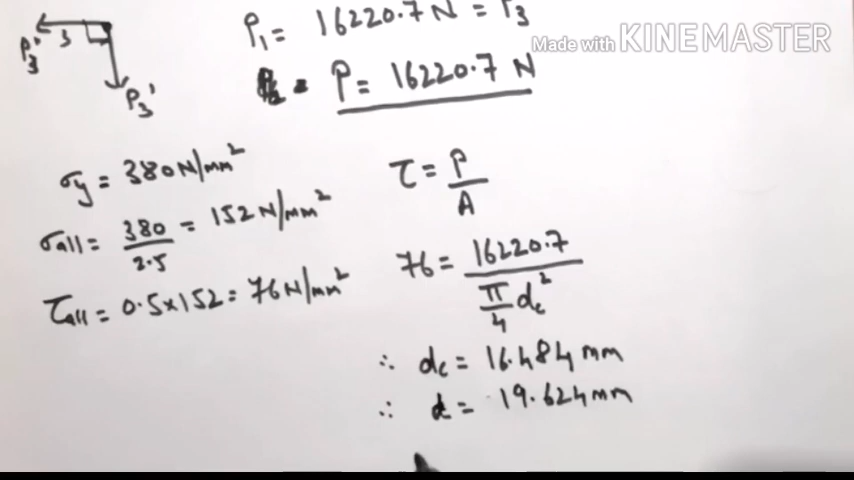 P₁ = 16220.7 N = P₃
Made with KINEMASTER
P₃" 3
P = 16220.7 N
P₃'
σy = 380 N/mm²
τ = P/A
σall = 380/2.5 = 152 N/mm²
76 = 16220.7 / (π/4 dc²)
τall = 0.5 × 152 = 76 N/mm²
∴ dc = 16.484 mm
∴ d = 19.624 mm